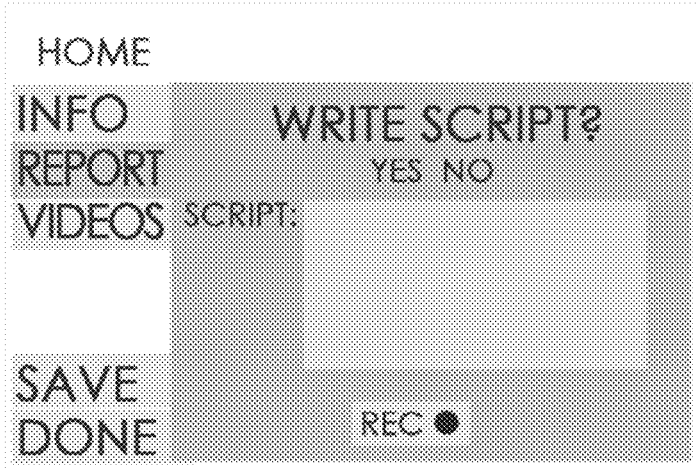 HOME
INFO
REPORT
VIDEOS
SAVE
DONE
WRITE SCRIPT?
YES NO
SCRIPT:
REC